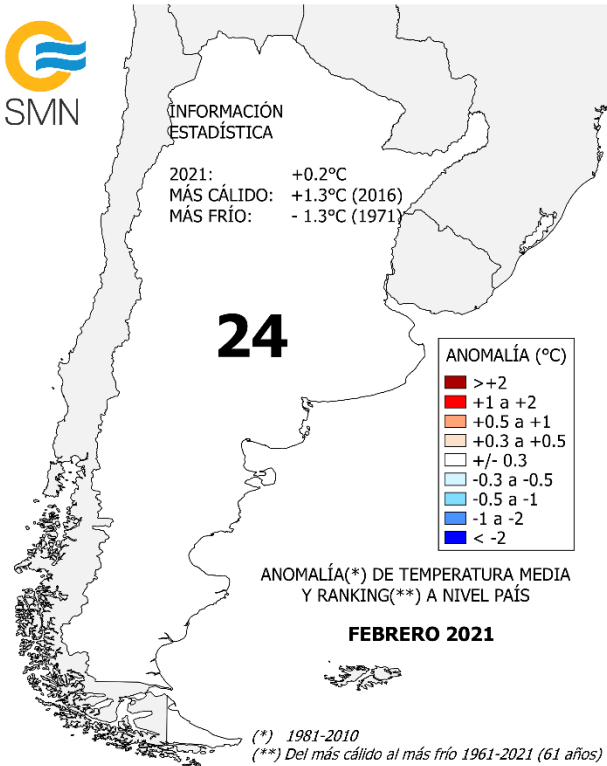 SMN
INFORMACIÓN
ESTADÍSTICA
2021: +0.2°C
MÁS CÁLIDO: +1.3°C (2016)
MÁS FRÍO: - 1.3°C (1971)
24
ANOMALÍA (°C)
>+2
+1 a +2
+0.5 a +1
+0.3 a +0.5
+/- 0.3
-0.3 a -0.5
-0.5 a -1
-1 a -2
< -2
ANOMALÍA(*) DE TEMPERATURA MEDIA
Y RANKING(**) A NIVEL PAÍS
FEBRERO 2021
(*) 1981-2010
(**) Del más cálido al más frío 1961-2021 (61 años)